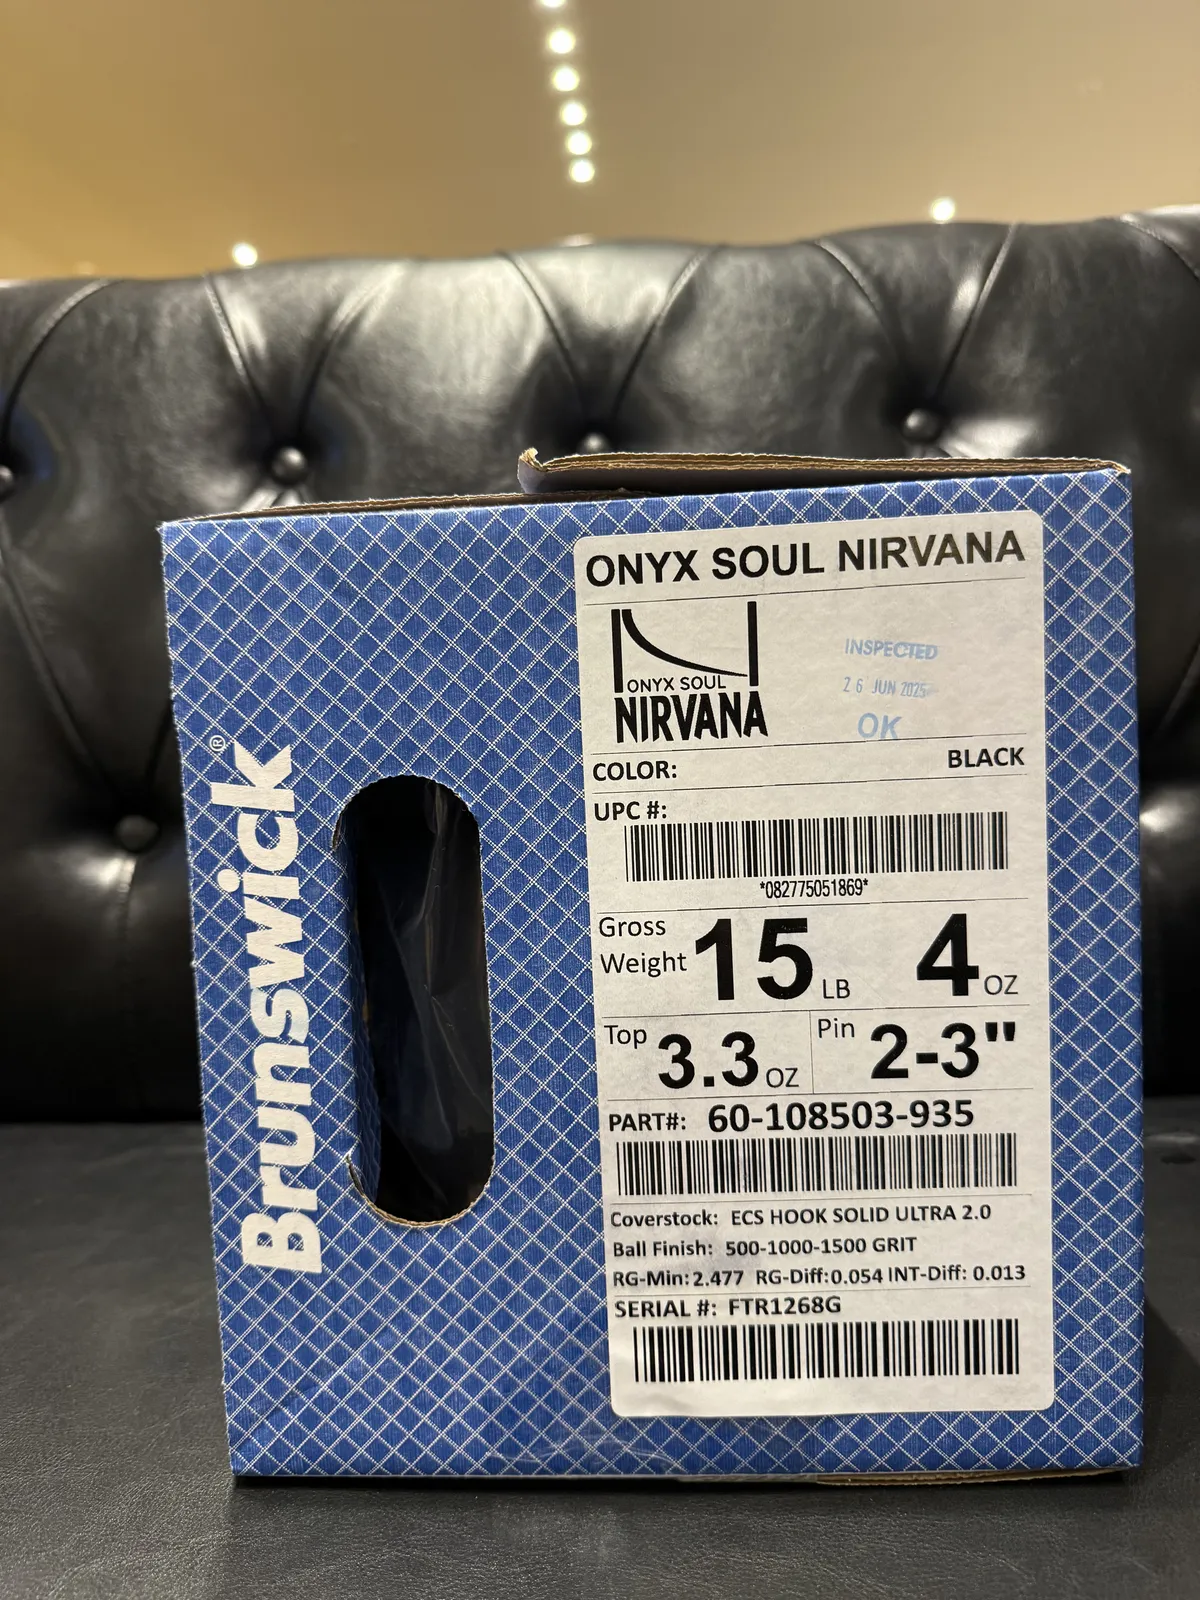 Brunswick®
ONYX SOUL NIRVANA
ONYX SOUL
NIRVANA
INSPECTED
26 JUN 2025
OK
COLOR: BLACK
UPC #:
*082775051869*
Gross Weight 15 LB 4 OZ
Top 3.3 OZ Pin 2-3"
PART#: 60-108503-935
Coverstock: ECS HOOK SOLID ULTRA 2.0
Ball Finish: 500-1000-1500 GRIT
RG-Min: 2.477 RG-Diff: 0.054 INT-Diff: 0.013
SERIAL #: FTR1268G